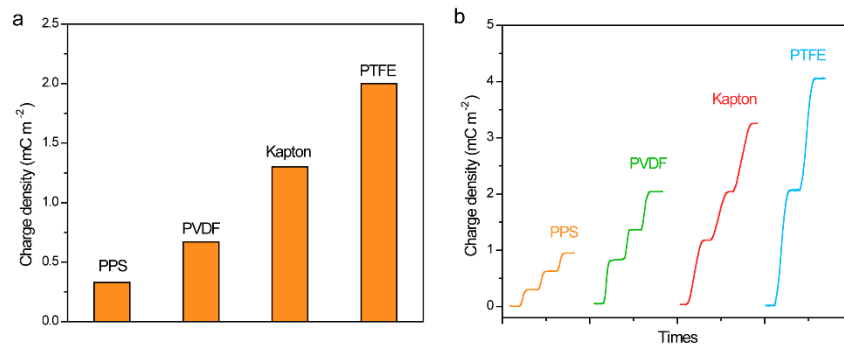 a
2.5
2.0
1.5
1.0
0.5
0.0
Charge density (mC m⁻²)
PPS
PVDF
Kapton
PTFE
b
5
4
3
2
1
0
Charge density (mC m⁻²)
PPS
PVDF
Kapton
PTFE
Times